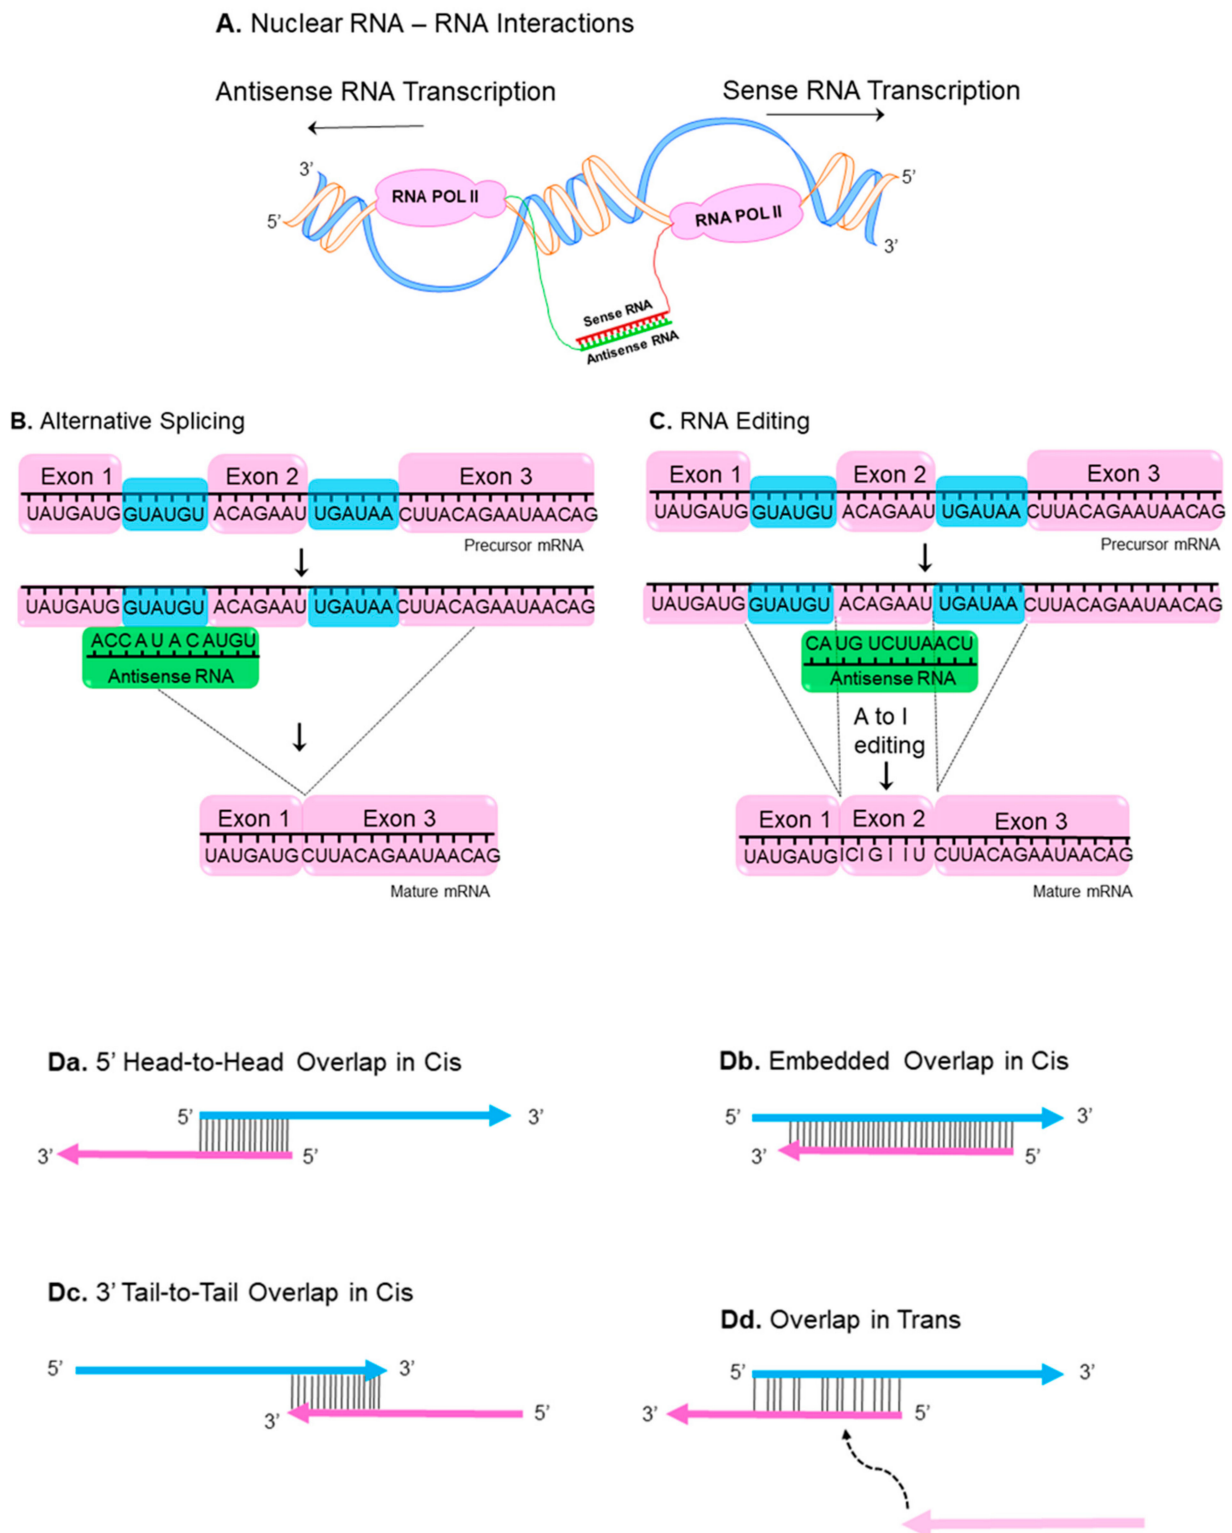 A. Nuclear RNA – RNA Interactions
Antisense RNA Transcription
Sense RNA Transcription
3’
5’
RNA POL II
RNA POL II
5’
3’
Sense RNA
Antisense RNA
B. Alternative Splicing
Exon 1
Exon 2
Exon 3
UAUGAUG GUAUGU ACAGAAU UGAUAA CUUACAGAAUAACAG
Precursor mRNA
UAUGAUG GUAUGU ACAGAAU UGAUAA CUUACAGAAUAACAG
ACC A U A C AUGU
Antisense RNA
Exon 1
Exon 3
UAUGAUGCUUACAGAAUAACAG
Mature mRNA
C. RNA Editing
Exon 1
Exon 2
Exon 3
UAUGAUG GUAUGU ACAGAAU UGAUAA CUUACAGAAUAACAG
Precursor mRNA
UAUGAUG GUAUGU ACAGAAU UGAUAA CUUACAGAAUAACAG
CA UG UCUUAACU
Antisense RNA
A to I
editing
Exon 1
Exon 2
Exon 3
UAUGAUGICIGIIU CUUACAGAAUAACAG
Mature mRNA
Da. 5’ Head-to-Head Overlap in Cis
5’
3’
3’
5’
Db. Embedded Overlap in Cis
5’
3’
3’
5’
Dc. 3’ Tail-to-Tail Overlap in Cis
5’
3’
3’
5’
Dd. Overlap in Trans
5’
3’
3’
5’